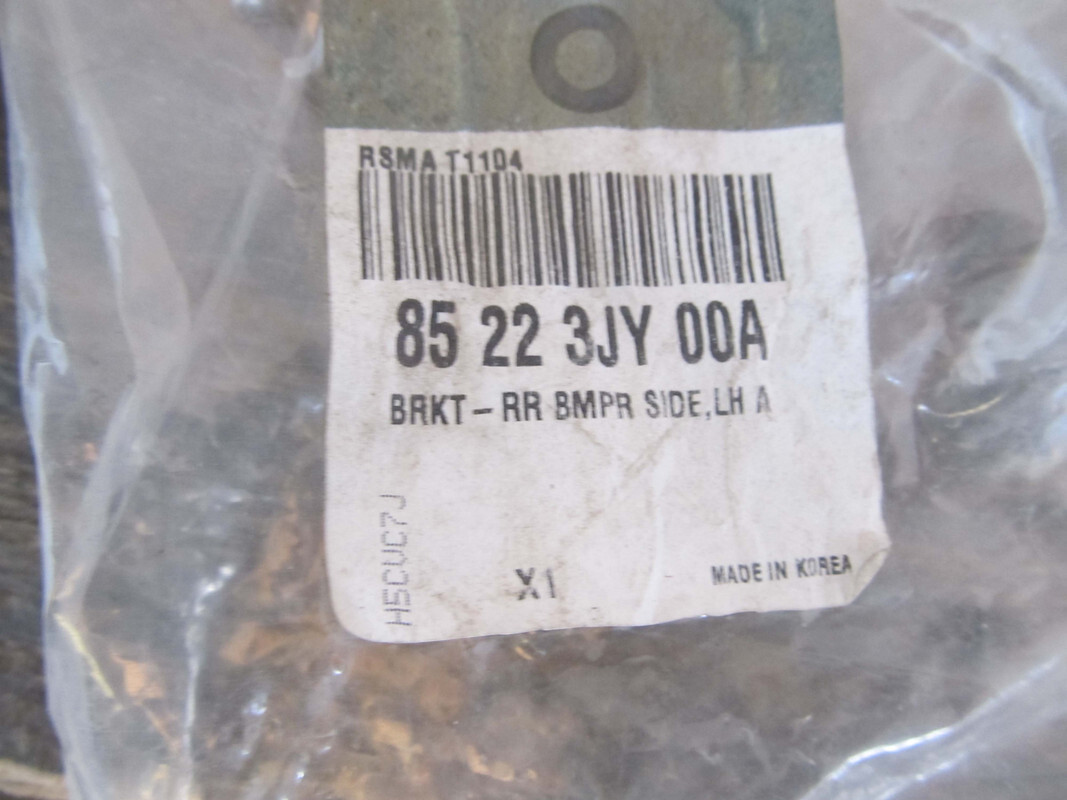 O
RSMA T1104
85 22 3JY 00A
BRKT-RR BMPR SIDE,LH A
H5CUC7J
X1
MADE IN KOREA